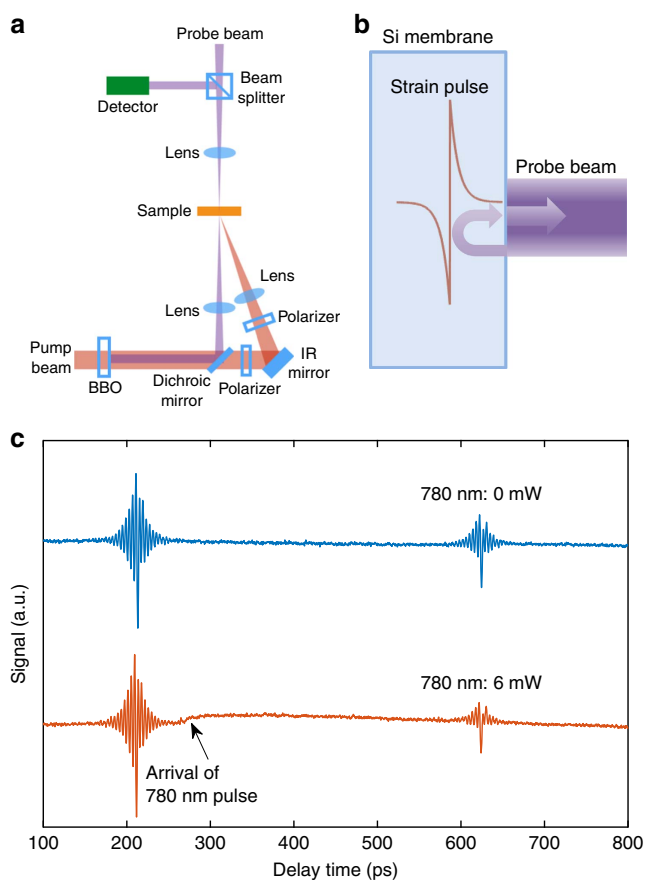 a
Probe beam
Beam
splitter
Detector
Lens
Sample
Lens
Lens
Polarizer
Pump
beam
BBO
Dichroic
mirror
Polarizer
IR
mirror
b
Si membrane
Strain pulse
Probe beam
c
780 nm: 0 mW
780 nm: 6 mW
Arrival of
780 nm pulse
Signal (a.u.)
100 200 300 400 500 600 700 800
Delay time (ps)